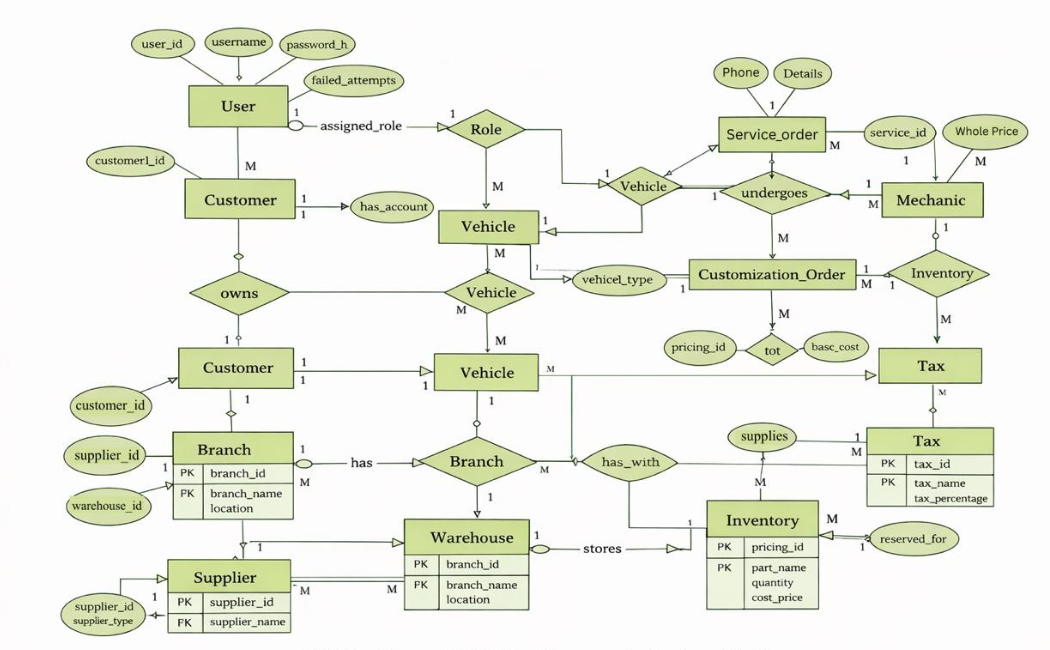 user_id
username
password_h
failed_attempts
User
1
assigned_role
1
Role
M
customer1_id
Customer
1
1
has_account
M
Vehicle
1
1
Vehicle
Phone
Details
1
Service_order
M
service_id
1
Whole Price
M
1
undergoes
1
M
Mechanic
1
M
M
1
vehicel_type
1
Customization_Order
1
M
1
Inventory
owns
Vehicle
M
M
M
M
pricing_id
tot
basc_cost
1
Customer
1
1
1
Vehicle
M
Tax
customer_id
1
1
M
supplier_id
1
Branch
PK branch_id
PK branch_name
location
1
M
has
Branch
M
has_with
supplies
1
M
Tax
PK tax_id
PK tax_name
tax_percentage
warehouse_id
1
M
1
Warehouse
PK branch_id
PK branch_name
location
1
stores
1
Inventory
PK pricing_id
PK part_name
quantity
cost_price
M
1
reserved_for
Supplier
PK supplier_id
FK supplier_name
M
M
supplier_id
supplier_type
1